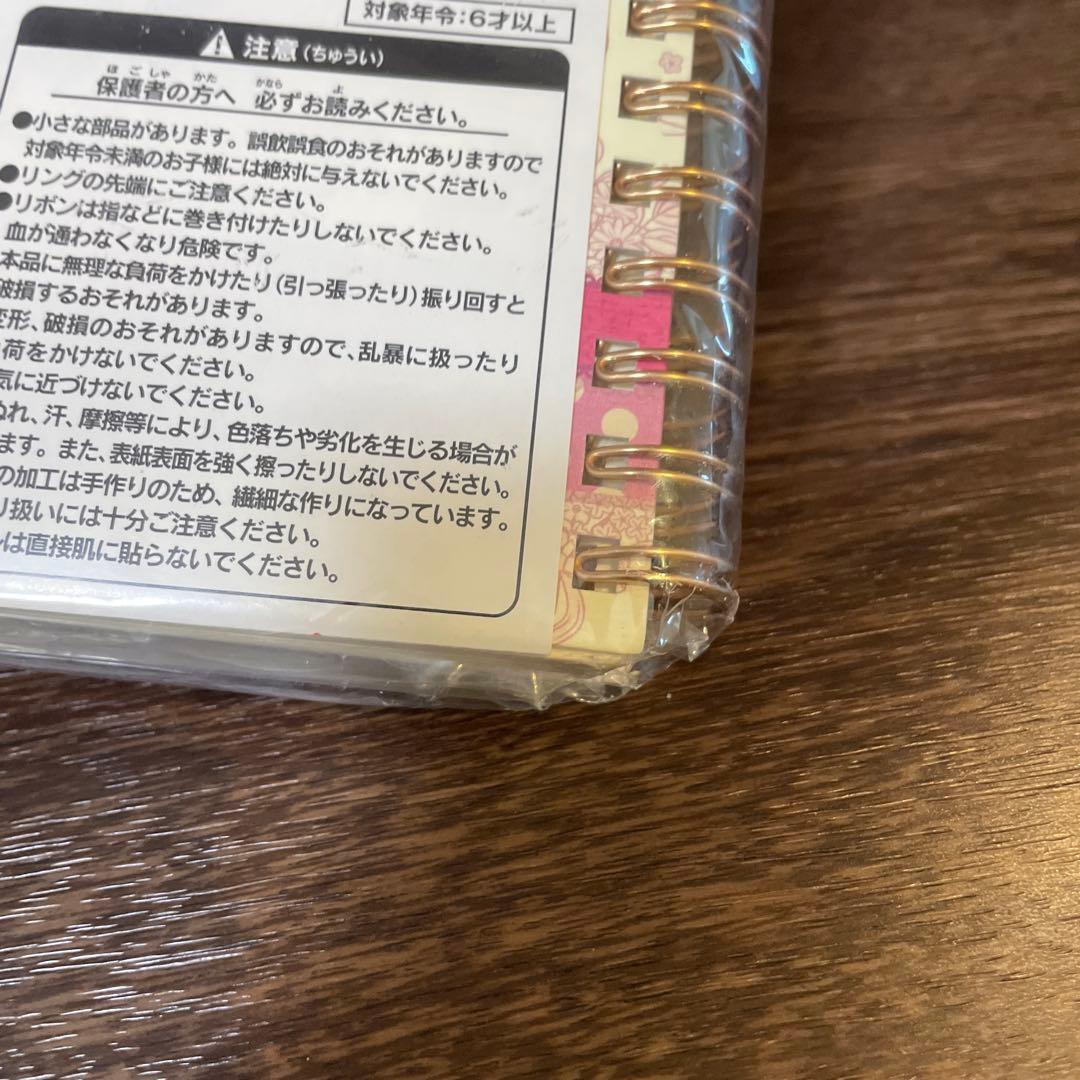 対象年令:6才以上
注意(ちゅうい)
保護者の方へ 必ずお読みください。
●小さな部品があります。誤飲誤食のおそれがありますので
対象年令未満のお子様には絶対に与えないでください。
●リングの先端にご注意ください。
●リボンは指などに巻き付けたりしないでください。
血が通わなくなり危険です。
本品に無理な負荷をかけたり(引っ張ったり)振り回すと
破損するおそれがあります。
変形、破損のおそれがありますので、乱暴に扱ったり
荷をかけないでください。
気に近づけないでください。
ぬれ、汗、摩擦等により、色落ちや劣化を生じる場合が
ます。また、表紙表面を強く擦ったりしないでください。
の加工は手作りのため、繊細な作りになっています。
り扱いには十分ご注意ください。
は直接肌に貼らないでください。